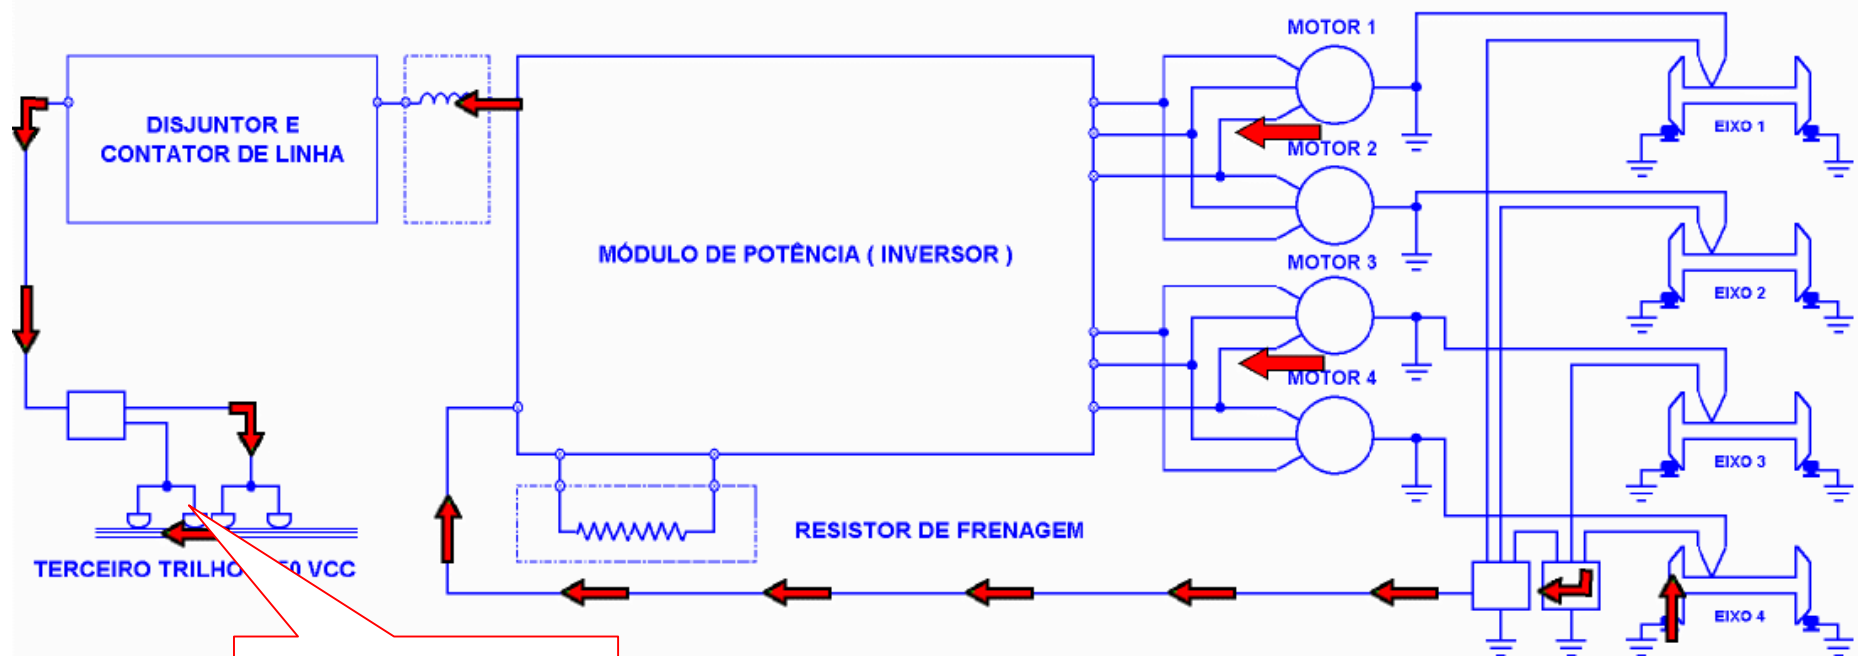 MOTOR 1
DISJUNTOR E
CONTATOR DE LINHA
EIXO 1
MOTOR 2
MÓDULO DE POTÊNCIA ( INVERSOR )
MOTOR 3
EIXO 2
MOTOR 4
EIXO 3
RESISTOR DE FRENAGEM
TERCEIRO TRILHO 50 VCC
EIXO 4